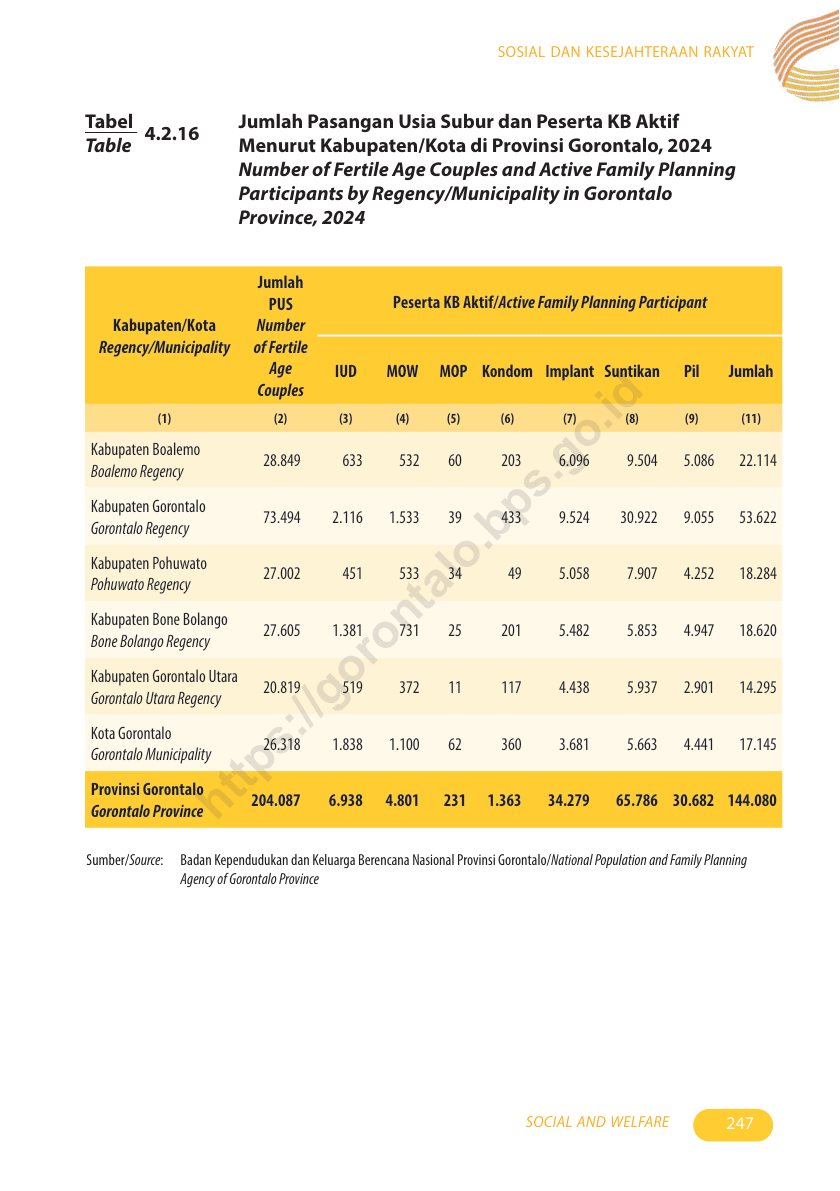 SOSIAL DAN KESEJAHTERAAN RAKYAT
Tabel
Table
4.2.16
Jumlah Pasangan Usia Subur dan Peserta KB Aktif
Menurut Kabupaten/Kota di Provinsi Gorontalo, 2024
Number of Fertile Age Couples and Active Family Planning
Participants by Regency/Municipality in Gorontalo
Province, 2024
Kabupaten/Kota
Regency/Municipality
Jumlah
PUS
Number
of Fertile
Age
Couples
Peserta KB Aktif/Active Family Planning Participant
IUD MOW MOP Kondom Implant Suntikan Pil Jumlah
(1) (2) (3) (4) (5) (6) (7) (8) (9) (11)
Kabupaten Boalemo
Boalemo Regency
28.849 633 532 60 203 6.096 9.504 5.086 22.114
Kabupaten Gorontalo
Gorontalo Regency
73.494 2.116 1.533 39 433 9.524 30.922 9.055 53.622
Kabupaten Pohuwato
Pohuwato Regency
27.002 451 533 34 49 5.058 7.907 4.252 18.284
Kabupaten Bone Bolango
Bone Bolango Regency
27.605 1.381 731 25 201 5.482 5.853 4.947 18.620
Kabupaten Gorontalo Utara
Gorontalo Utara Regency
20.819 519 372 11 117 4.438 5.937 2.901 14.295
Kota Gorontalo
Gorontalo Municipality
26.318 1.838 1.100 62 360 3.681 5.663 4.441 17.145
Provinsi Gorontalo
Gorontalo Province
204.087 6.938 4.801 231 1.363 34.279 65.786 30.682 144.080
https://gorontalo.bps.go.id
Sumber/Source: Badan Kependudukan dan Keluarga Berencana Nasional Provinsi Gorontalo/National Population and Family Planning
Agency of Gorontalo Province
SOCIAL AND WELFARE 247